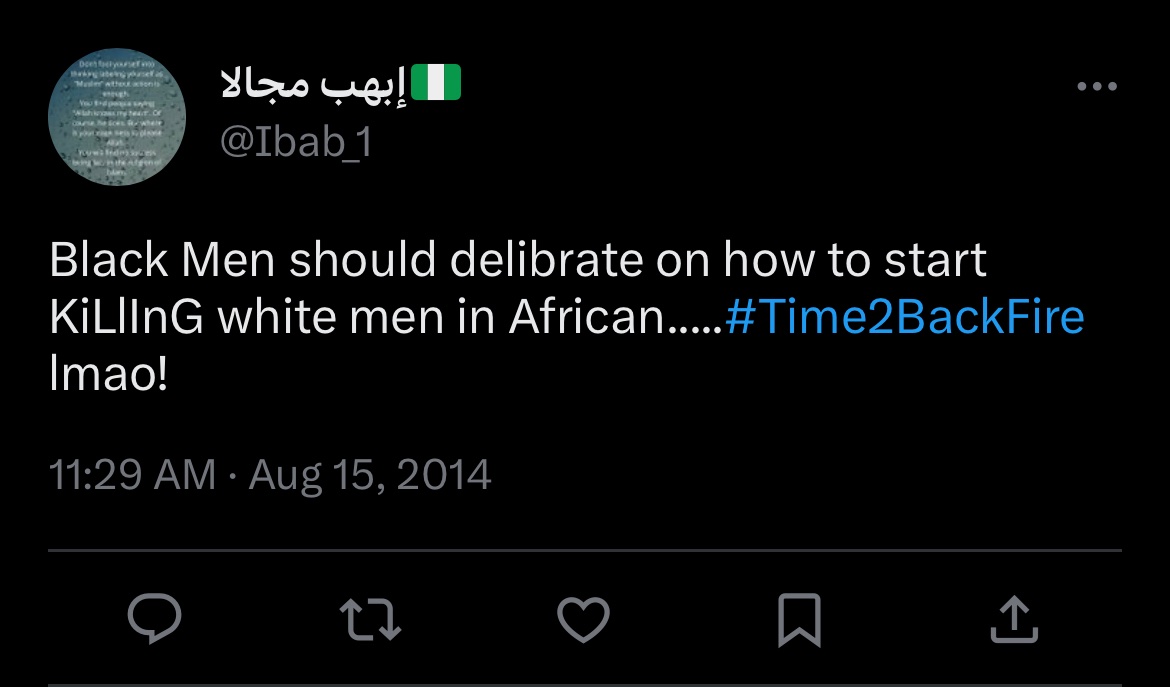 إبهب مجالا
@Ibab_1
Black Men should delibrate on how to start
KiLlInG white men in African.....#Time2BackFire
lmao!
11:29 AM · Aug 15, 2014